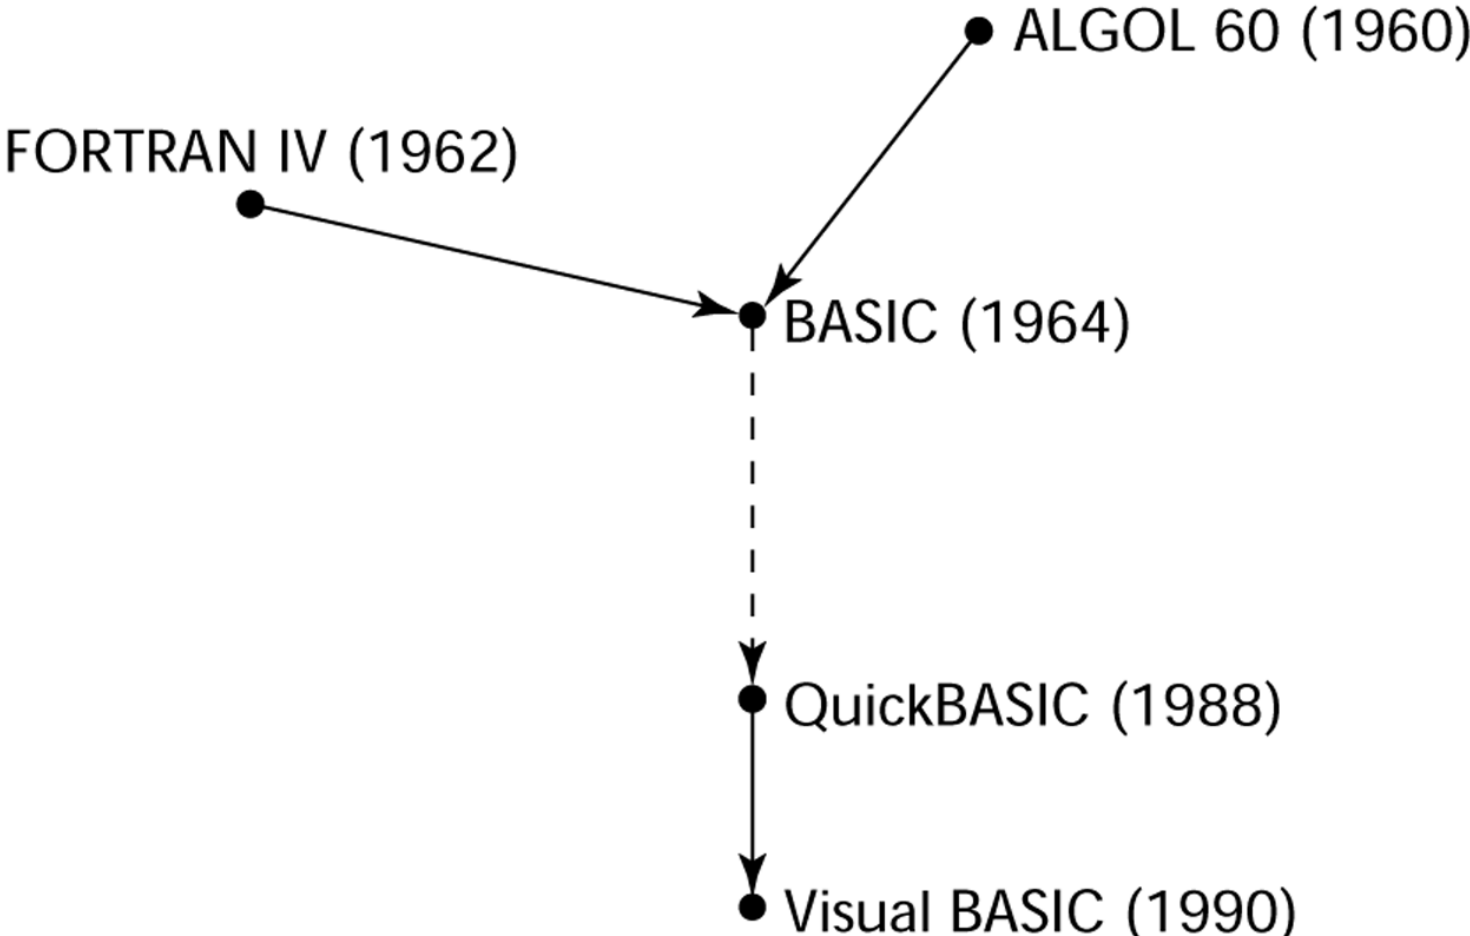 ALGOL 60 (1960)
FORTRAN IV (1962)
BASIC (1964)
QuickBASIC (1988)
Visual BASIC (1990)